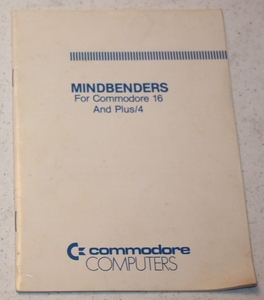 MINDBENDERS
For Commodore 16
And Plus/4
commodore
COMPUTERS